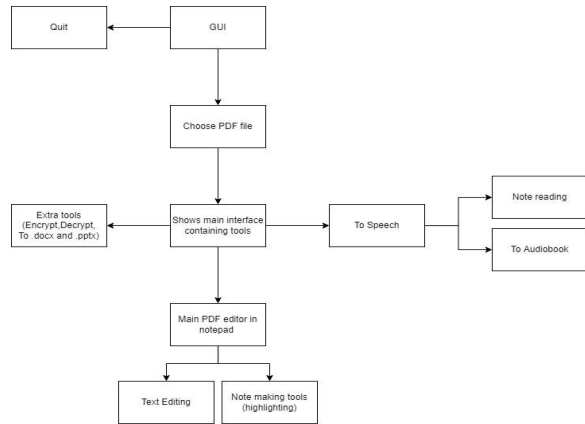 Quit
GUI
Choose PDF file
Extra tools
(Encrypt,Decrypt,
To .docx and .pptx)
Shows main interface
containing tools
To Speech
Note reading
To Audiobook
Main PDF editor in
notepad
Text Editing
Note making tools
(highlighting)